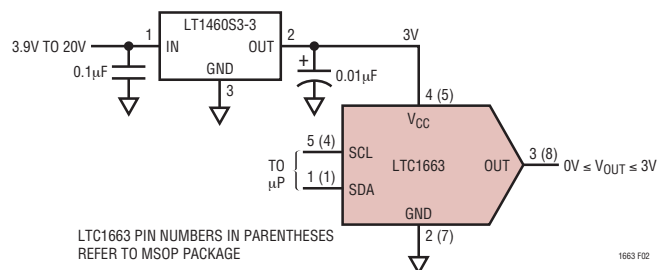 LT1460S3-3
3.9V TO 20V
1
IN
OUT
2
3V
GND
3
0.1µF
+
0.01µF
4 (5)
VCC
TO
µP
5 (4)
SCL
1 (1)
SDA
LTC1663
OUT
3 (8)
0V ≤ VOUT ≤ 3V
GND
2 (7)
LTC1663 PIN NUMBERS IN PARENTHESES
REFER TO MSOP PACKAGE
1663 F02